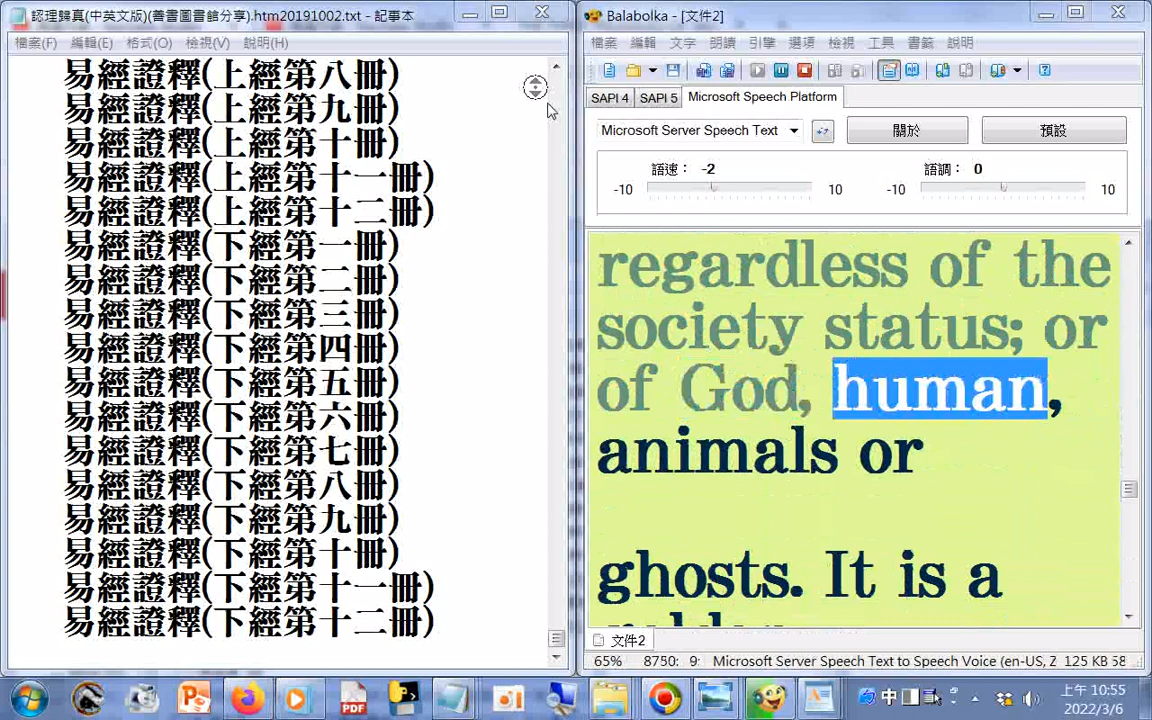 認理歸真(中英文版)(善書圖書館分享).htm20191002.txt - 記事本
檔案(F) 編輯(E) 格式(O) 檢視(V) 說明(H)
易經證釋(上經第八冊)
易經證釋(上經第九冊)
易經證釋(上經第十冊)
易經證釋(上經第十一冊)
易經證釋(上經第十二冊)
易經證釋(下經第一冊)
易經證釋(下經第二冊)
易經證釋(下經第三冊)
易經證釋(下經第四冊)
易經證釋(下經第五冊)
易經證釋(下經第六冊)
易經證釋(下經第七冊)
易經證釋(下經第八冊)
易經證釋(下經第九冊)
易經證釋(下經第十冊)
易經證釋(下經第十一冊)
易經證釋(下經第十二冊)
Balabolka - [文件2]
檔案 編輯 文字 朗讀 引擎 選項 檢視 工具 書籤 說明
SAPI 4 SAPI 5 Microsoft Speech Platform
Microsoft Server Speech Text 關於 預設
語速： -2 語調： 0
-10 10 -10 10
regardless of the
society status; or
of God, human,
animals or
ghosts. It is a
文件2
65% 8750: 9: Microsoft Server Speech Text to Speech Voice (en-US, Z 125 KB 58
PDF 中 上午 10:55
2022/3/6